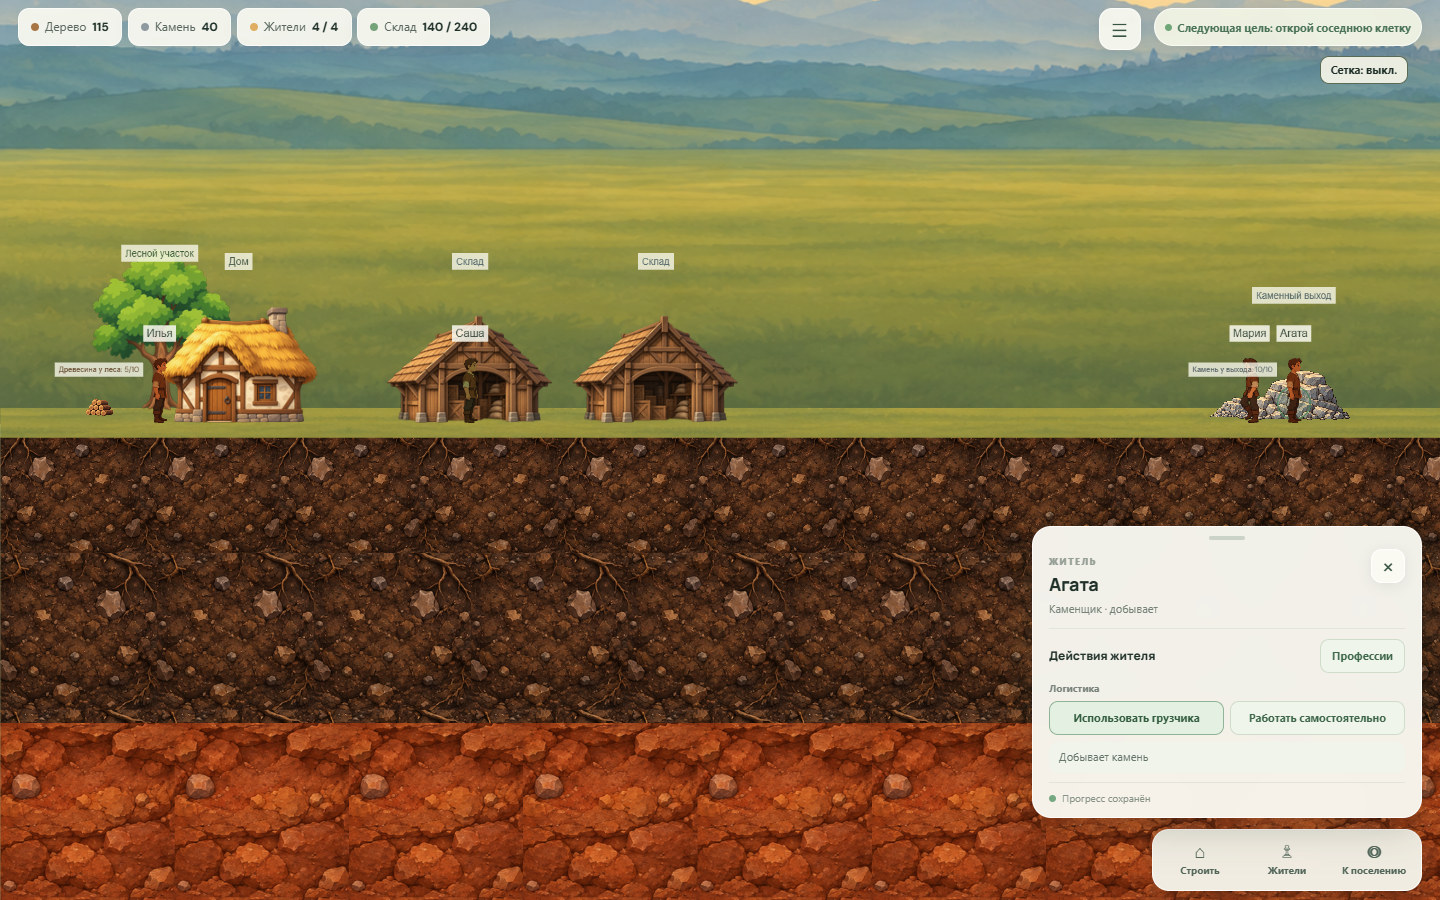 Дерево 115
Камень 40
Жители 4 / 4
Склад 140 / 240
Следующая цель: открой соседнюю клетку
Сетка: выкл.
Лесной участок
Дом
Склад
Склад
Каменный выход
Илья
Саша
Мария
Агата
Древесина у леса: 5/10
Камень у выхода: 10/10
ЖИТЕЛЬ
Агата
Каменщик · добывает
Действия жителя
Профессии
Логистика
Использовать грузчика
Работать самостоятельно
Добывает камень
Прогресс сохранён
Строить
Жители
К поселению